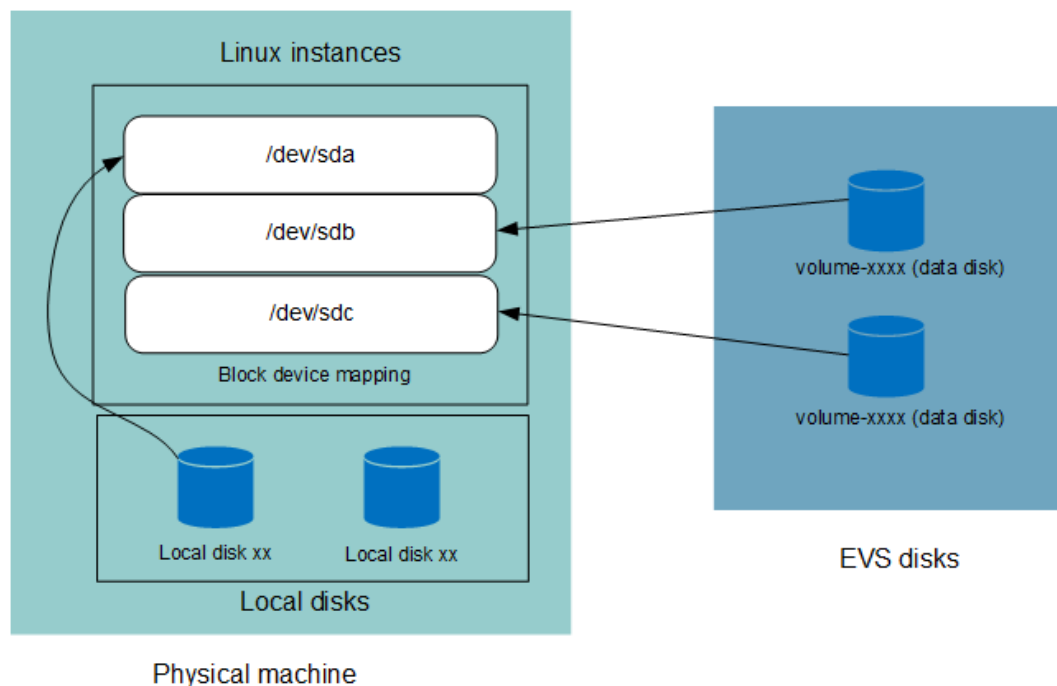 Linux instances
/dev/sda
/dev/sdb
/dev/sdc
Block device mapping
Local disk xx
Local disk xx
Local disks
Physical machine
volume-xxxx (data disk)
volume-xxxx (data disk)
EVS disks